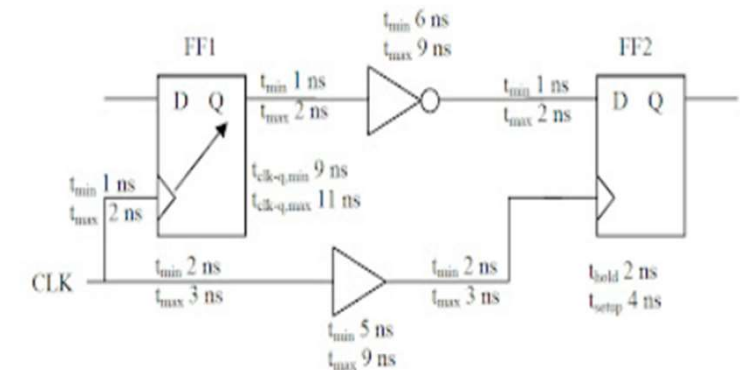 t_min 6 ns
t_max 9 ns
FF1
FF2
t_min 1 ns
t_max 2 ns
t_min 1 ns
t_max 2 ns
D Q
D Q
t_clk-q,min 9 ns
t_clk-q,max 11 ns
t_min 1 ns
t_max 2 ns
CLK
t_min 2 ns
t_max 3 ns
t_min 2 ns
t_max 3 ns
t_hold 2 ns
t_setup 4 ns
t_min 5 ns
t_max 9 ns